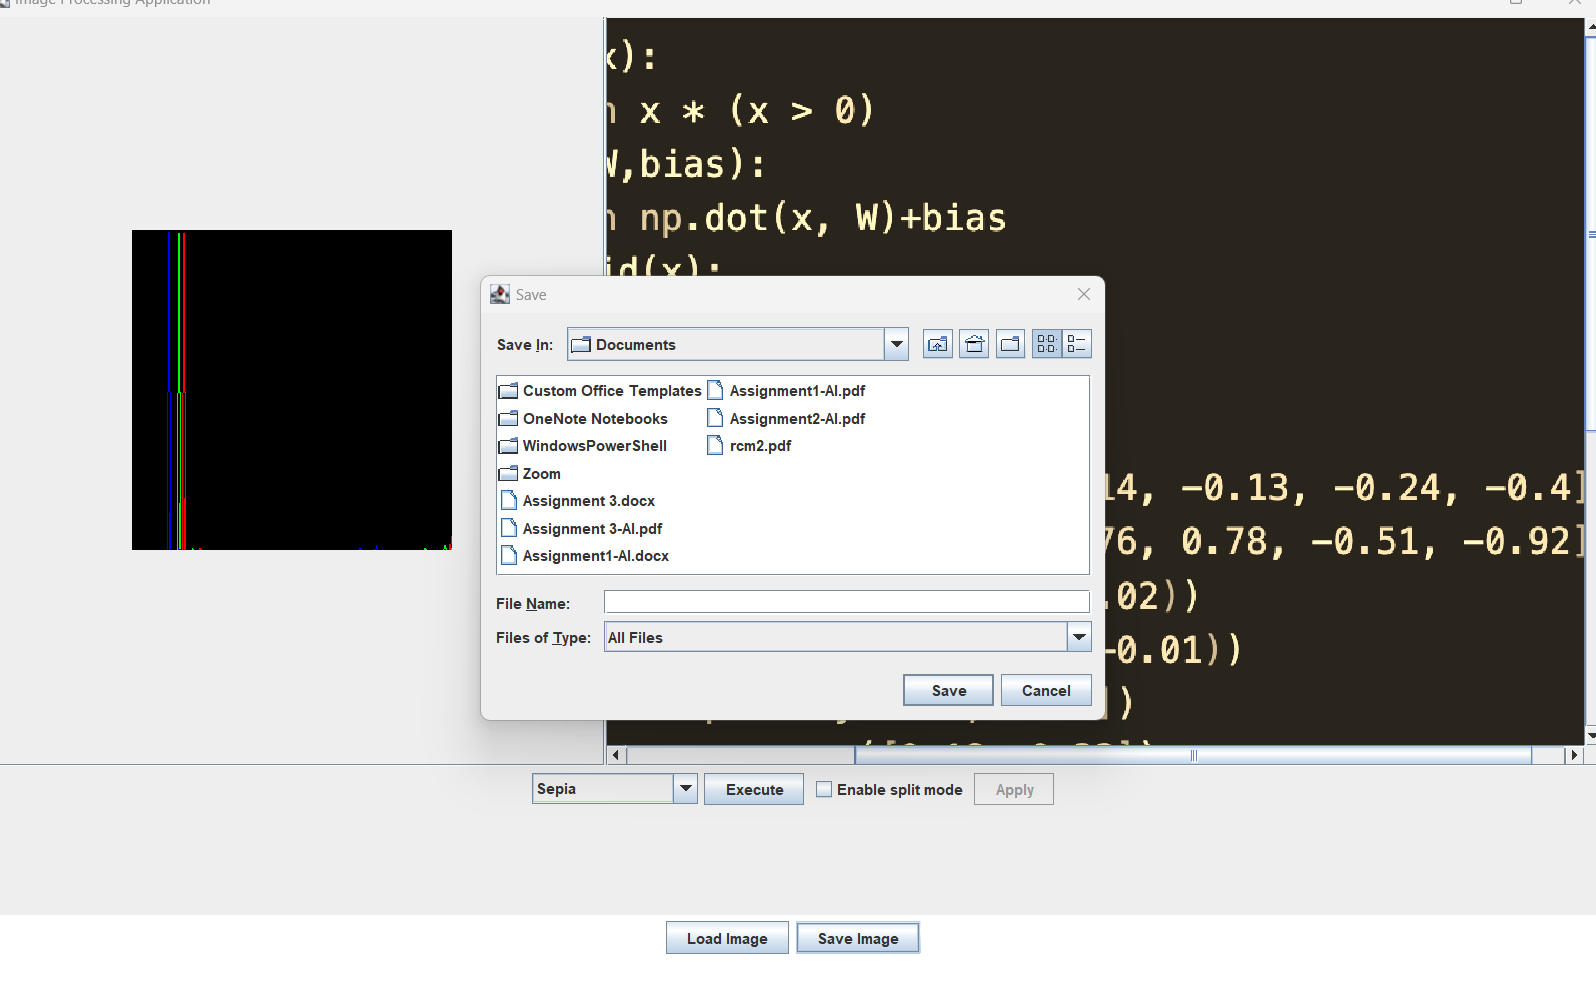 Image Processing Application
x):
x * (x > 0)
W,bias):
np.dot(x, W)+bias
id(x):
Save
Save In:
Documents
Custom Office Templates
OneNote Notebooks
WindowsPowerShell
Zoom
Assignment 3.docx
Assignment 3-AI.pdf
Assignment1-AI.docx
Assignment1-AI.pdf
Assignment2-AI.pdf
rcm2.pdf
File Name:
Files of Type:
All Files
Save
Cancel
14, -0.13, -0.24, -0.4]
76, 0.78, -0.51, -0.92]
.02))
-0.01))
])
Sepia
Execute
Enable split mode
Apply
Load Image
Save Image